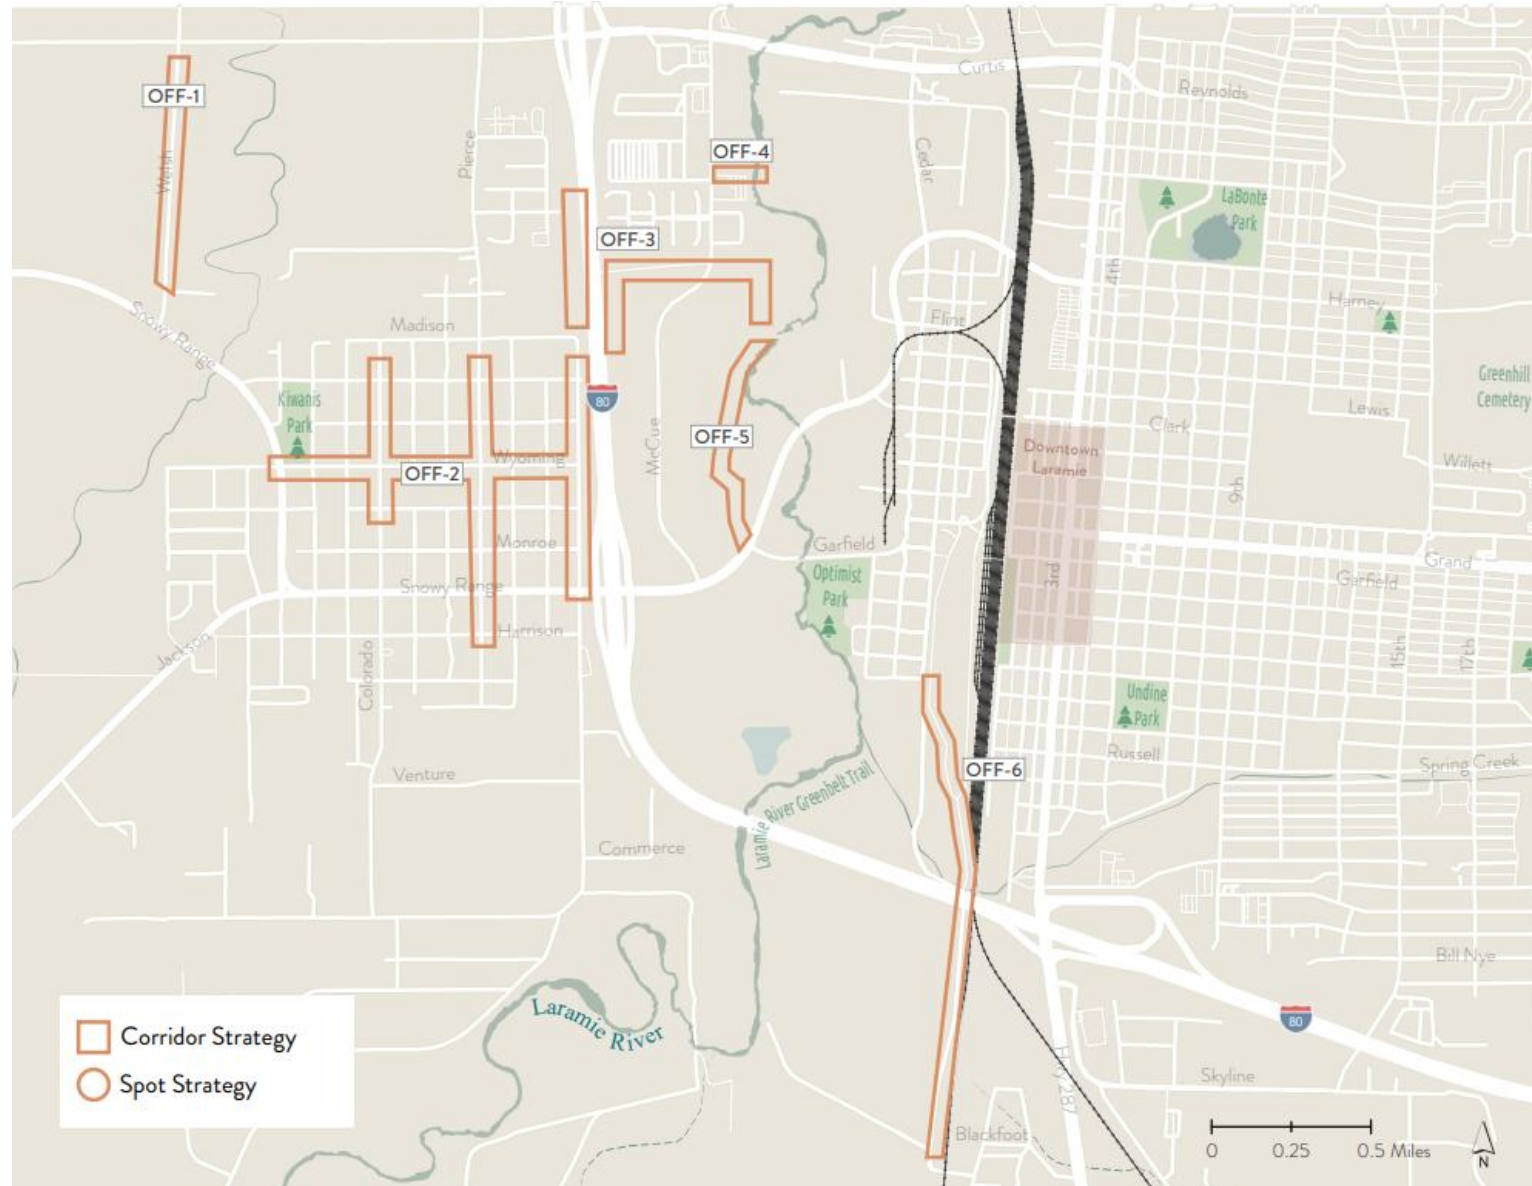 Curtis
Reynolds
OFF-1
Pierce
OFF-4
Cedar
Welsh
LaBonte
Park
OFF-3
4th
Snowy Range
Madison
Flint
Harney
Greenhill
Cemetery
80
Kiwanis
Park
Lewis
Clark
OFF-5
McCue
Downtown
Laramie
Wyoming
Willett
OFF-2
9th
Monroe
Garfield
Grand
Optimist
Park
3rd
Garfield
Snowy Range
Harrison
Jackson
15th
17th
Colorado
Undine
Park
Russell
OFF-6
Spring Creek
Venture
Laramie River Greenbelt Trail
Commerce
Bill Nye
Laramie River
80
Corridor Strategy
Spot Strategy
Hwy 287
Skyline
Blackfoot
0 0.25 0.5 Miles
N